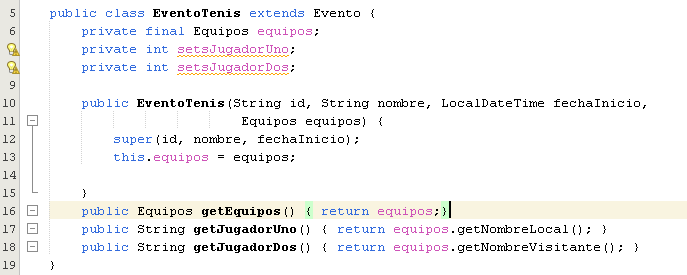 5 public class EventoTenis extends Evento {
6 private final Equipos equipos;
private int setsJugadorUno;
private int setsJugadorDos;
9
10 public EventoTenis(String id, String nombre, LocalDateTime fechaInicio,
11 Equipos equipos) {
12 super(id, nombre, fechaInicio);
13 this.equipos = equipos;
14
15 }
16 public Equipos getEquipos() { return equipos;}
17 public String getJugadorUno() { return equipos.getNombreLocal(); }
18 public String getJugadorDos() { return equipos.getNombreVisitante(); }
19 }